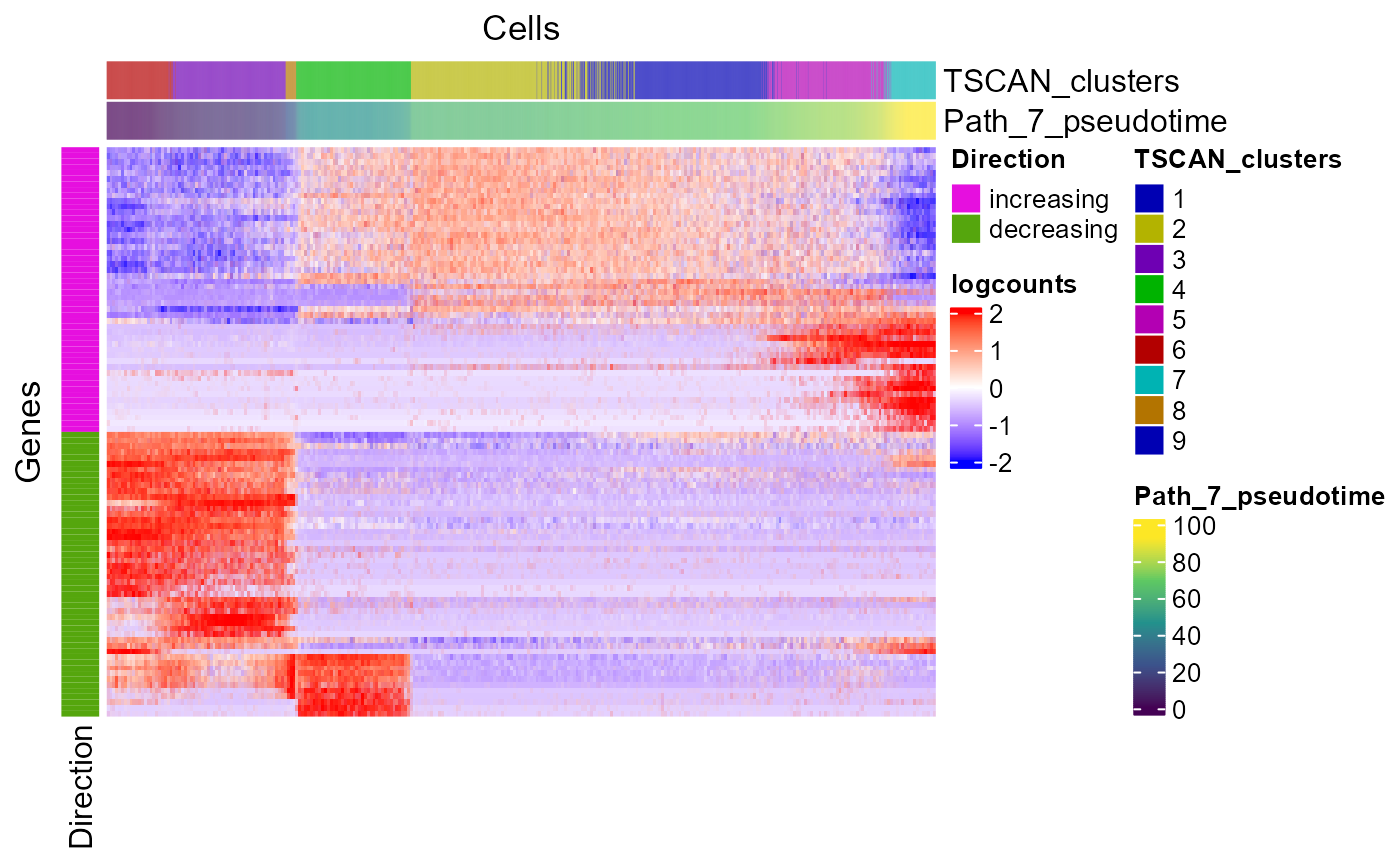 Cells
TSCAN_clusters
Path_7_pseudotime
Genes
Direction
Direction
increasing
decreasing
logcounts
2
1
0
-1
-2
TSCAN_clusters
1
2
3
4
5
6
7
8
9
Path_7_pseudotime
100
80
60
40
20
0